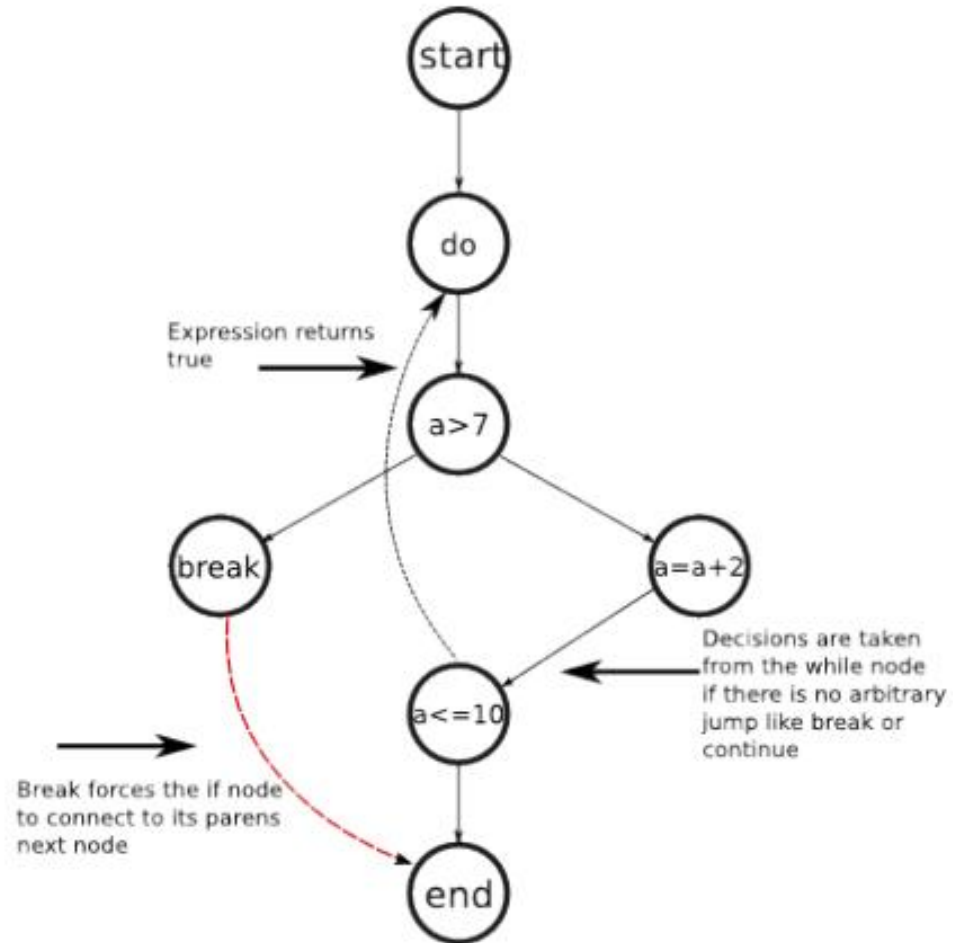 start
do
Expression returns
true
a>7
break
a=a+2
Decisions are taken
from the while node
if there is no arbitrary
jump like break or
continue
a<=10
Break forces the if node
to connect to its parens
next node
end